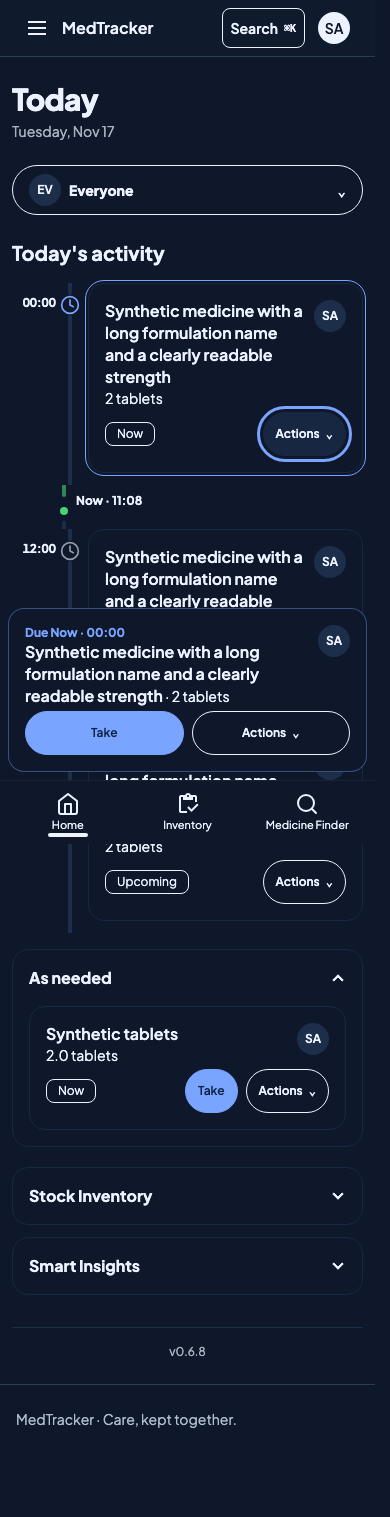 MedTracker
Search ⌘K
SA
Today
Tuesday, Nov 17
EV
Everyone
Today's activity
00:00
Synthetic medicine with a
long formulation name
and a clearly readable
strength
2 tablets
SA
Now
Actions
Now · 11:08
12:00
Synthetic medicine with a
long formulation name
and a clearly readable
SA
Due Now · 00:00
Synthetic medicine with a long
formulation name and a clearly
readable strength · 2 tablets
SA
Take
Actions
long formulation name
Home
Inventory
Medicine Finder
2 tablets
Upcoming
Actions
As needed
Synthetic tablets
2.0 tablets
SA
Now
Take
Actions
Stock Inventory
Smart Insights
v0.6.8
MedTracker · Care, kept together.